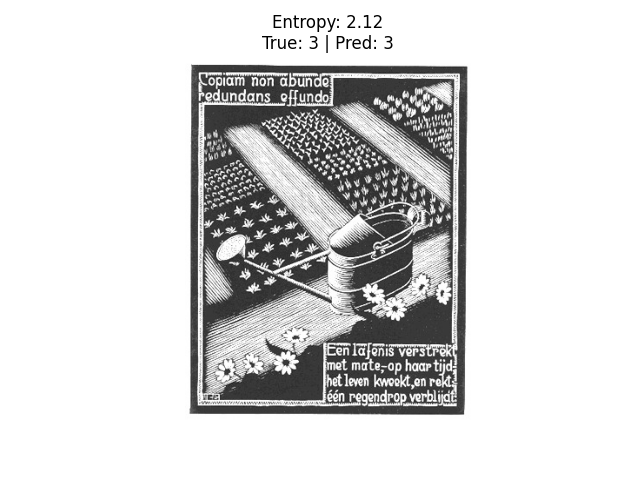 Entropy: 2.12
True: 3 | Pred: 3
Copiam non abunde
redundans effundo
Een lafenis verstrekt
met mate,-op haar tijd,
het leven kweekt,en rekt.
één regendrop verblijdt.